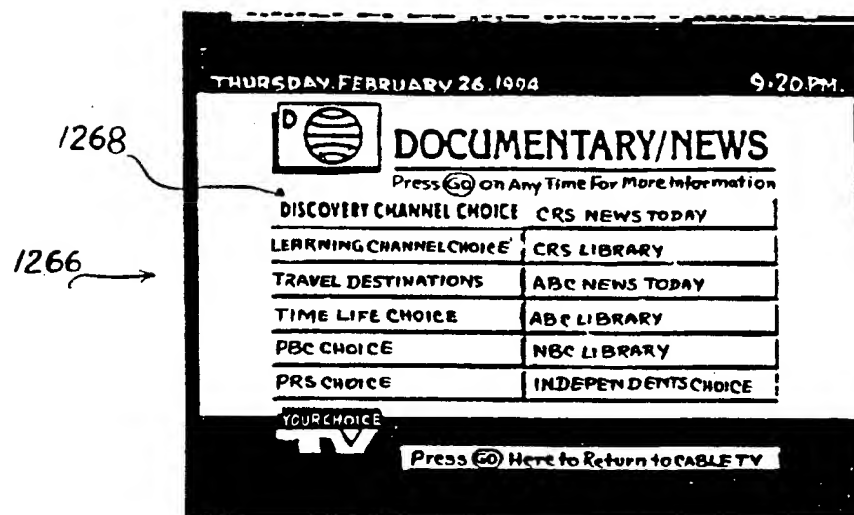 THURSDAY.FEBRUARY 26.1994 9:20PM.
1268
D
DOCUMENTARY/NEWS
Press GO on Any Time For More Information
DISCOVERY CHANNEL CHOICE CRS NEWS TODAY
LEARNING CHANNEL CHOICE CRS LIBRARY
1266
TRAVEL DESTINATIONS ABC NEWS TODAY
TIME LIFE CHOICE ABC LIBRARY
PBC CHOICE NBC LIBRARY
PRS CHOICE INDEPENDENTS CHOICE
YOUR CHOICE
TV
Press GO Here to Return to CABLE TV